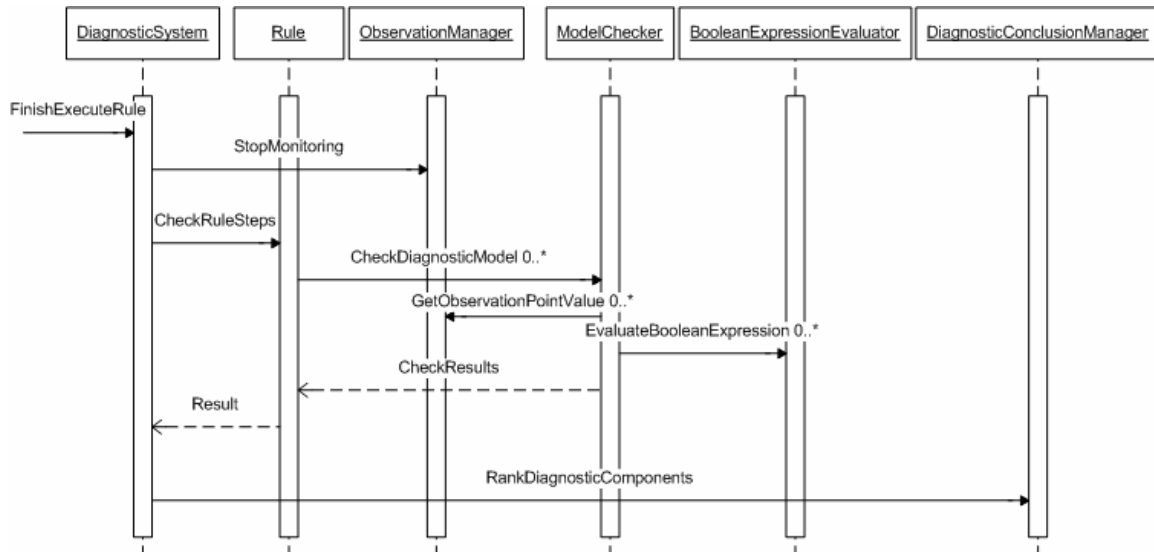 DiagnosticSystem
Rule
ObservationManager
ModelChecker
BooleanExpressionEvaluator
DiagnosticConclusionManager
FinishExecuteRule
StopMonitoring
CheckRuleSteps
CheckDiagnosticModel 0..*
GetObservationPointValue 0..*
EvaluateBooleanExpression 0..*
CheckResults
Result
RankDiagnosticComponents